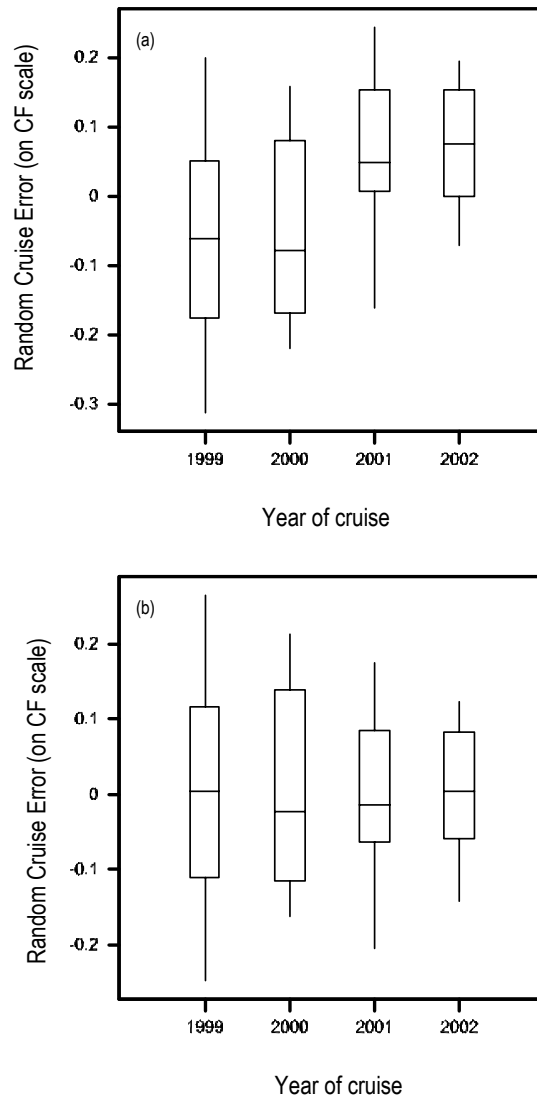 (a)
Random Cruise Error (on CF scale)
0.2
0.1
0
-0.1
-0.2
-0.3
1999 2000 2001 2002
Year of cruise
(b)
Random Cruise Error (on CF scale)
0.2
0.1
0
-0.1
-0.2
1999 2000 2001 2002
Year of cruise